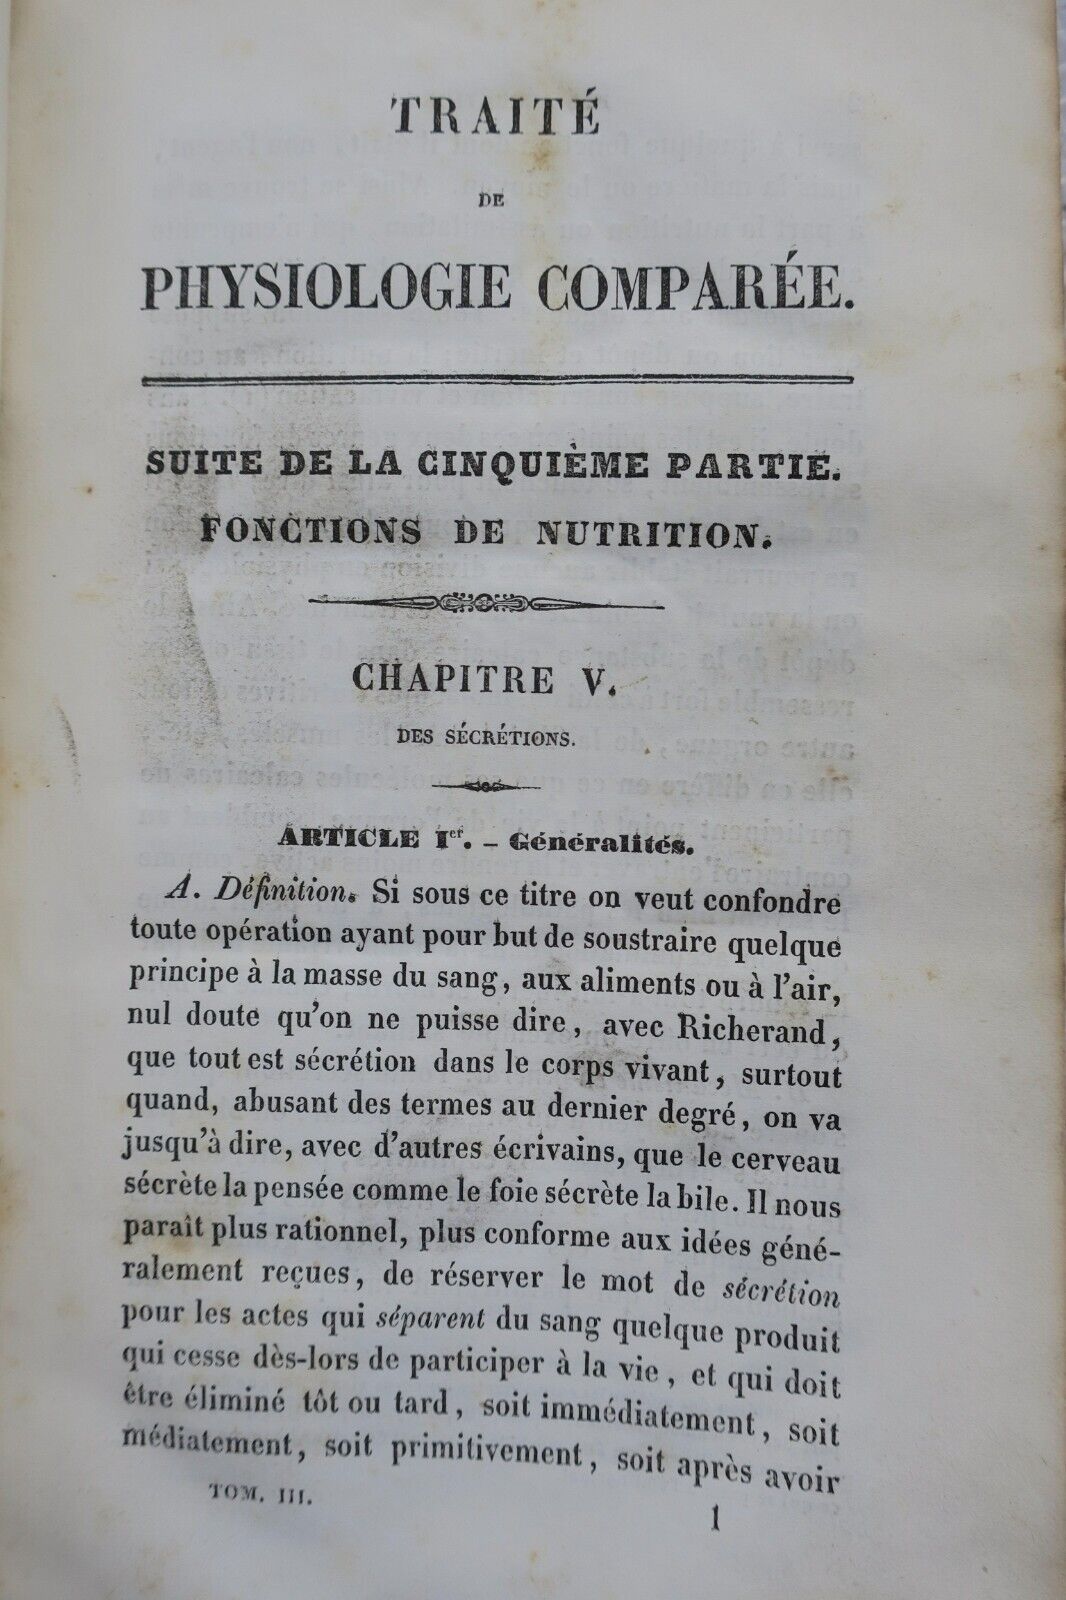 TRAITÉ
DE
PHYSIOLOGIE COMPARÉE.
SUITE DE LA CINQUIÈME PARTIE.
FONCTIONS DE NUTRITION.
CHAPITRE V.
DES SÉCRÉTIONS.
ARTICLE Ier. – Généralités.
A. Définition. Si sous ce titre on veut confondre
toute opération ayant pour but de soustraire quelque
principe à la masse du sang, aux aliments ou à l'air,
nul doute qu'on ne puisse dire, avec Richerand,
que tout est sécrétion dans le corps vivant, surtout
quand, abusant des termes au dernier degré, on va
jusqu'à dire, avec d'autres écrivains, que le cerveau
sécrète la pensée comme le foie sécrète la bile. Il nous
paraît plus rationnel, plus conforme aux idées géné-
ralement reçues, de réserver le mot de sécrétion
pour les actes qui séparent du sang quelque produit
qui cesse dès-lors de participer à la vie, et qui doit
être éliminé tôt ou tard, soit immédiatement, soit
médiatement, soit primitivement, soit après avoir
TOM. III.
1